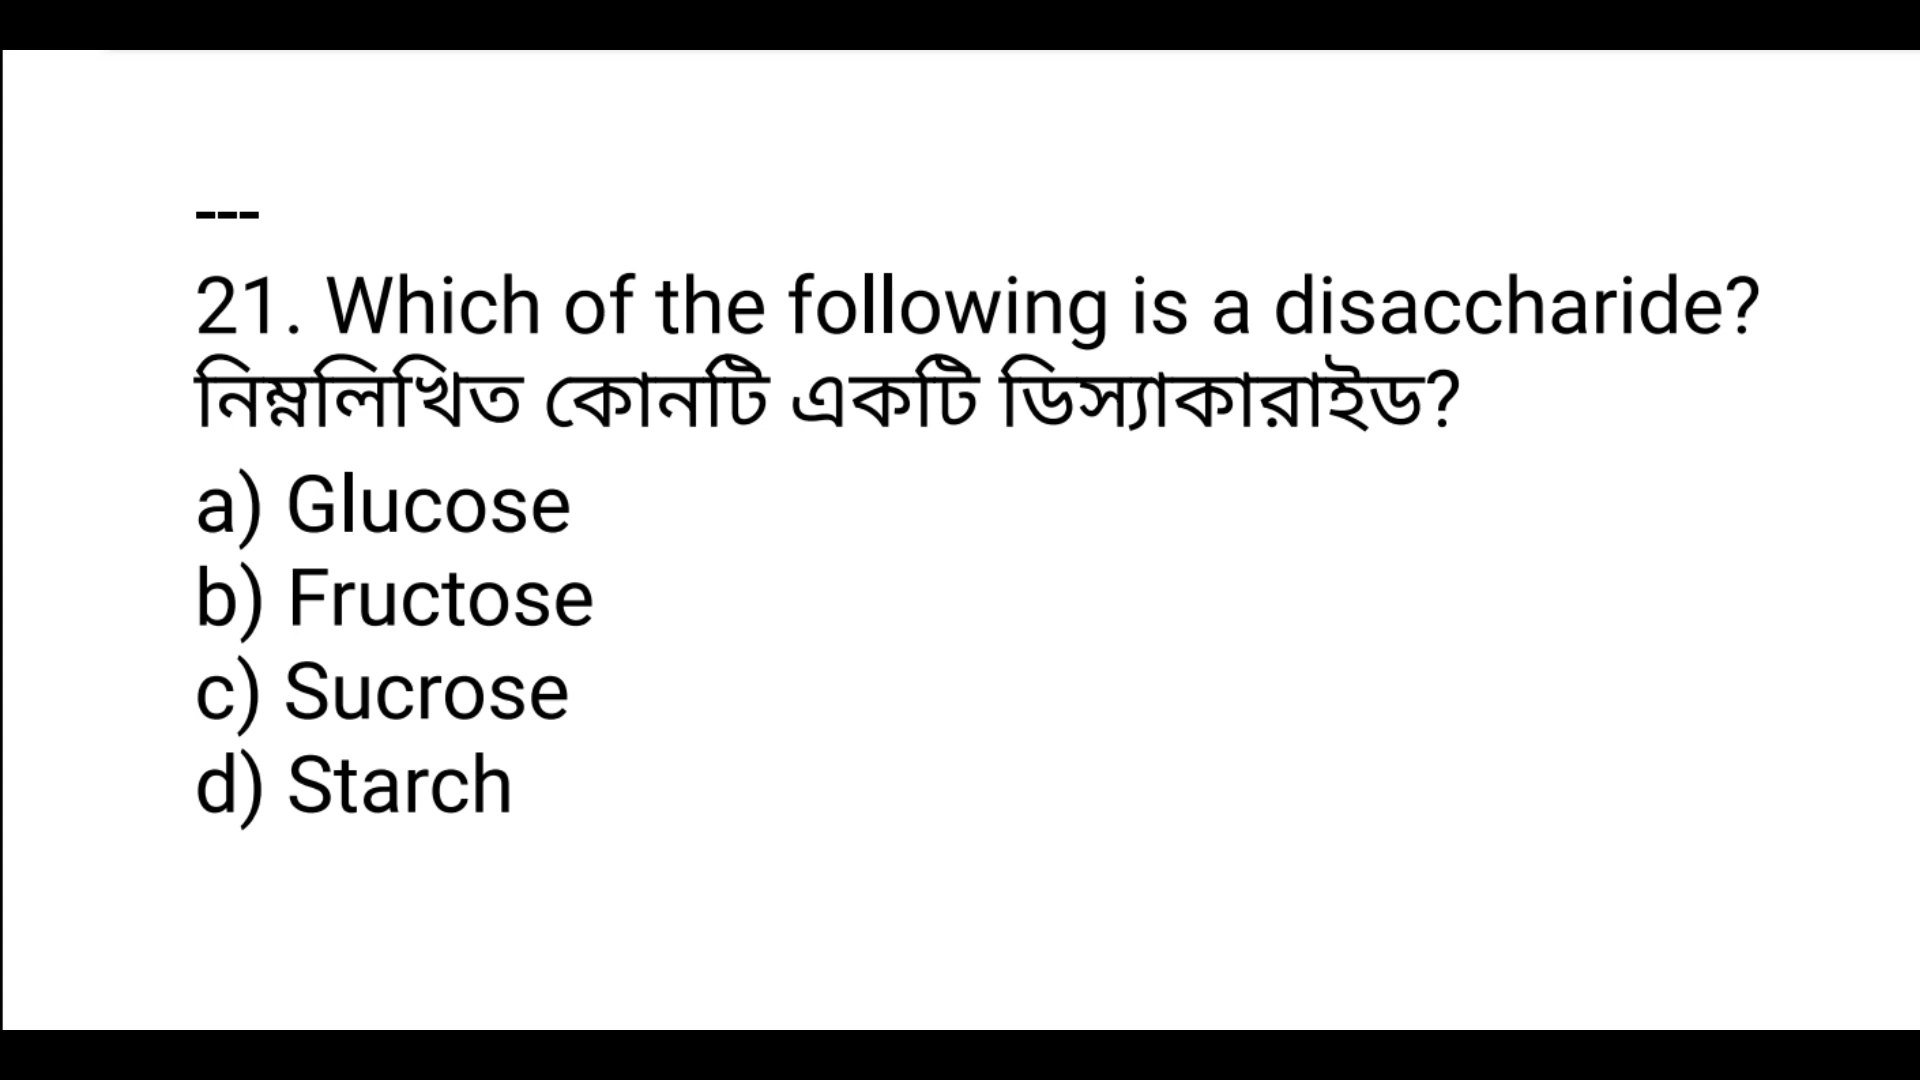 ---
21. Which of the following is a disaccharide?
নিম্নলিখিত কোনটি একটি ডিস্যাকারাইড?
a) Glucose
b) Fructose
c) Sucrose
d) Starch